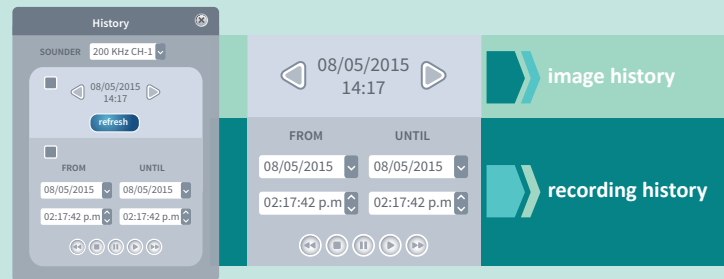 History
SOUNDER 200 KHz CH-1
08/05/2015
14:17
refresh
FROM UNTIL
08/05/2015 08/05/2015
02:17:42 p.m 02:17:42 p.m
08/05/2015
14:17
FROM UNTIL
08/05/2015 08/05/2015
02:17:42 p.m 02:17:42 p.m
image history
recording history